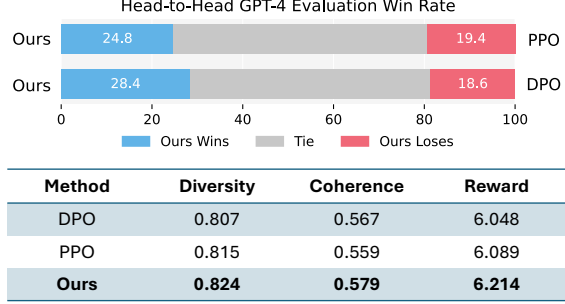 Head-to-Head GPT-4 Evaluation Win Rate
Ours 24.8 19.4 PPO
Ours 28.4 18.6 DPO
0 20 40 60 80 100
Ours Wins Tie Ours Loses
Method Diversity Coherence Reward
DPO 0.807 0.567 6.048
PPO 0.815 0.559 6.089
Ours 0.824 0.579 6.214